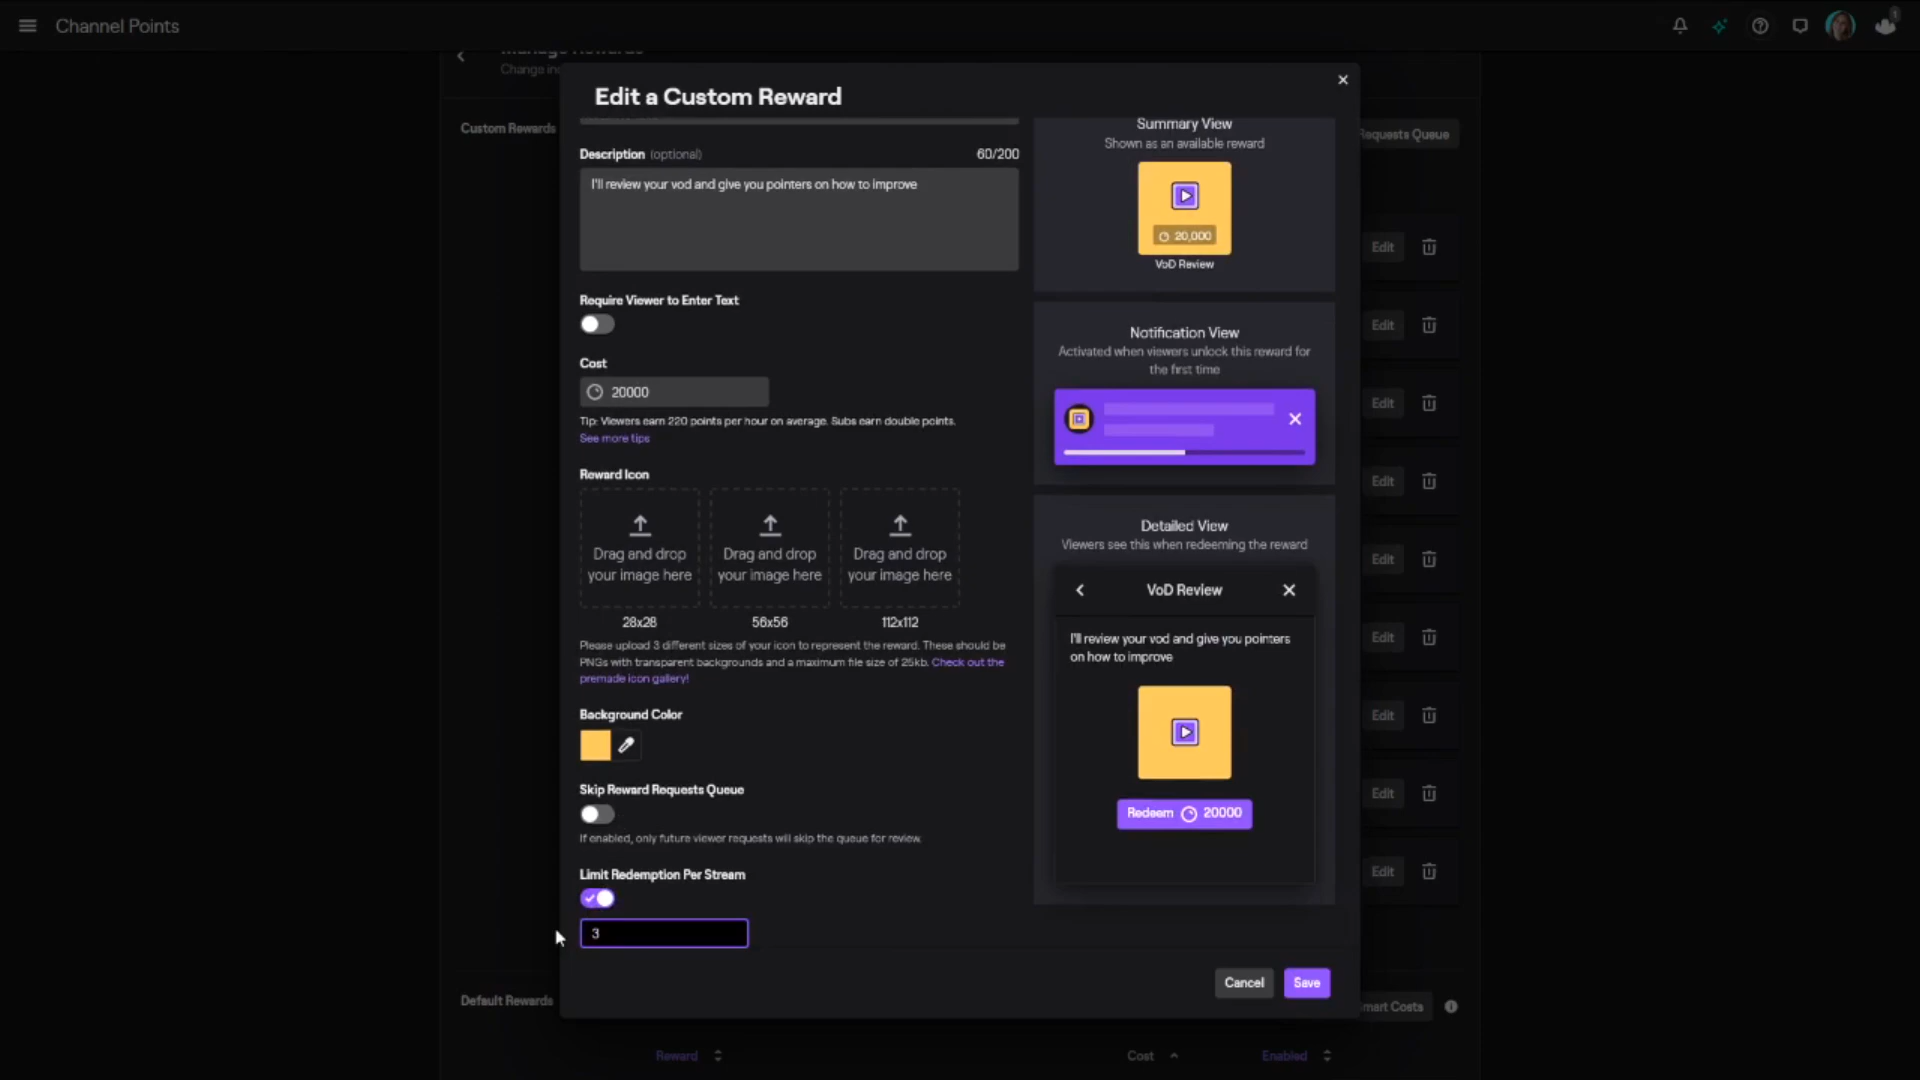 Channel Points
1
Change in
Custom Rewards
Requests Queue
Edit a Custom Reward
Description (optional)
60/200
I'll review your vod and give you pointers on how to improve
Require Viewer to Enter Text
Cost
20000
Tip: Viewers earn 220 points per hour on average. Subs earn double points.
See more tips
Reward Icon
Drag and drop
your image here
Drag and drop
your image here
Drag and drop
your image here
28x28
56x56
112x112
Please upload 3 different sizes of your icon to represent the reward. These should be
PNGs with transparent backgrounds and a maximum file size of 25kb. Check out the
premade icon gallery!
Background Color
Skip Reward Requests Queue
If enabled, only future viewer requests will skip the queue for review.
Limit Redemption Per Stream
3
Summary View
Shown as an available reward
20,000
VoD Review
Notification View
Activated when viewers unlock this reward for
the first time
Detailed View
Viewers see this when redeeming the reward
VoD Review
I'll review your vod and give you pointers
on how to improve
Redeem 20000
Cancel
Save
Edit
Edit
Edit
Edit
Edit
Edit
Edit
Edit
Edit
Default Rewards
mart Costs
Reward
Cost
Enabled